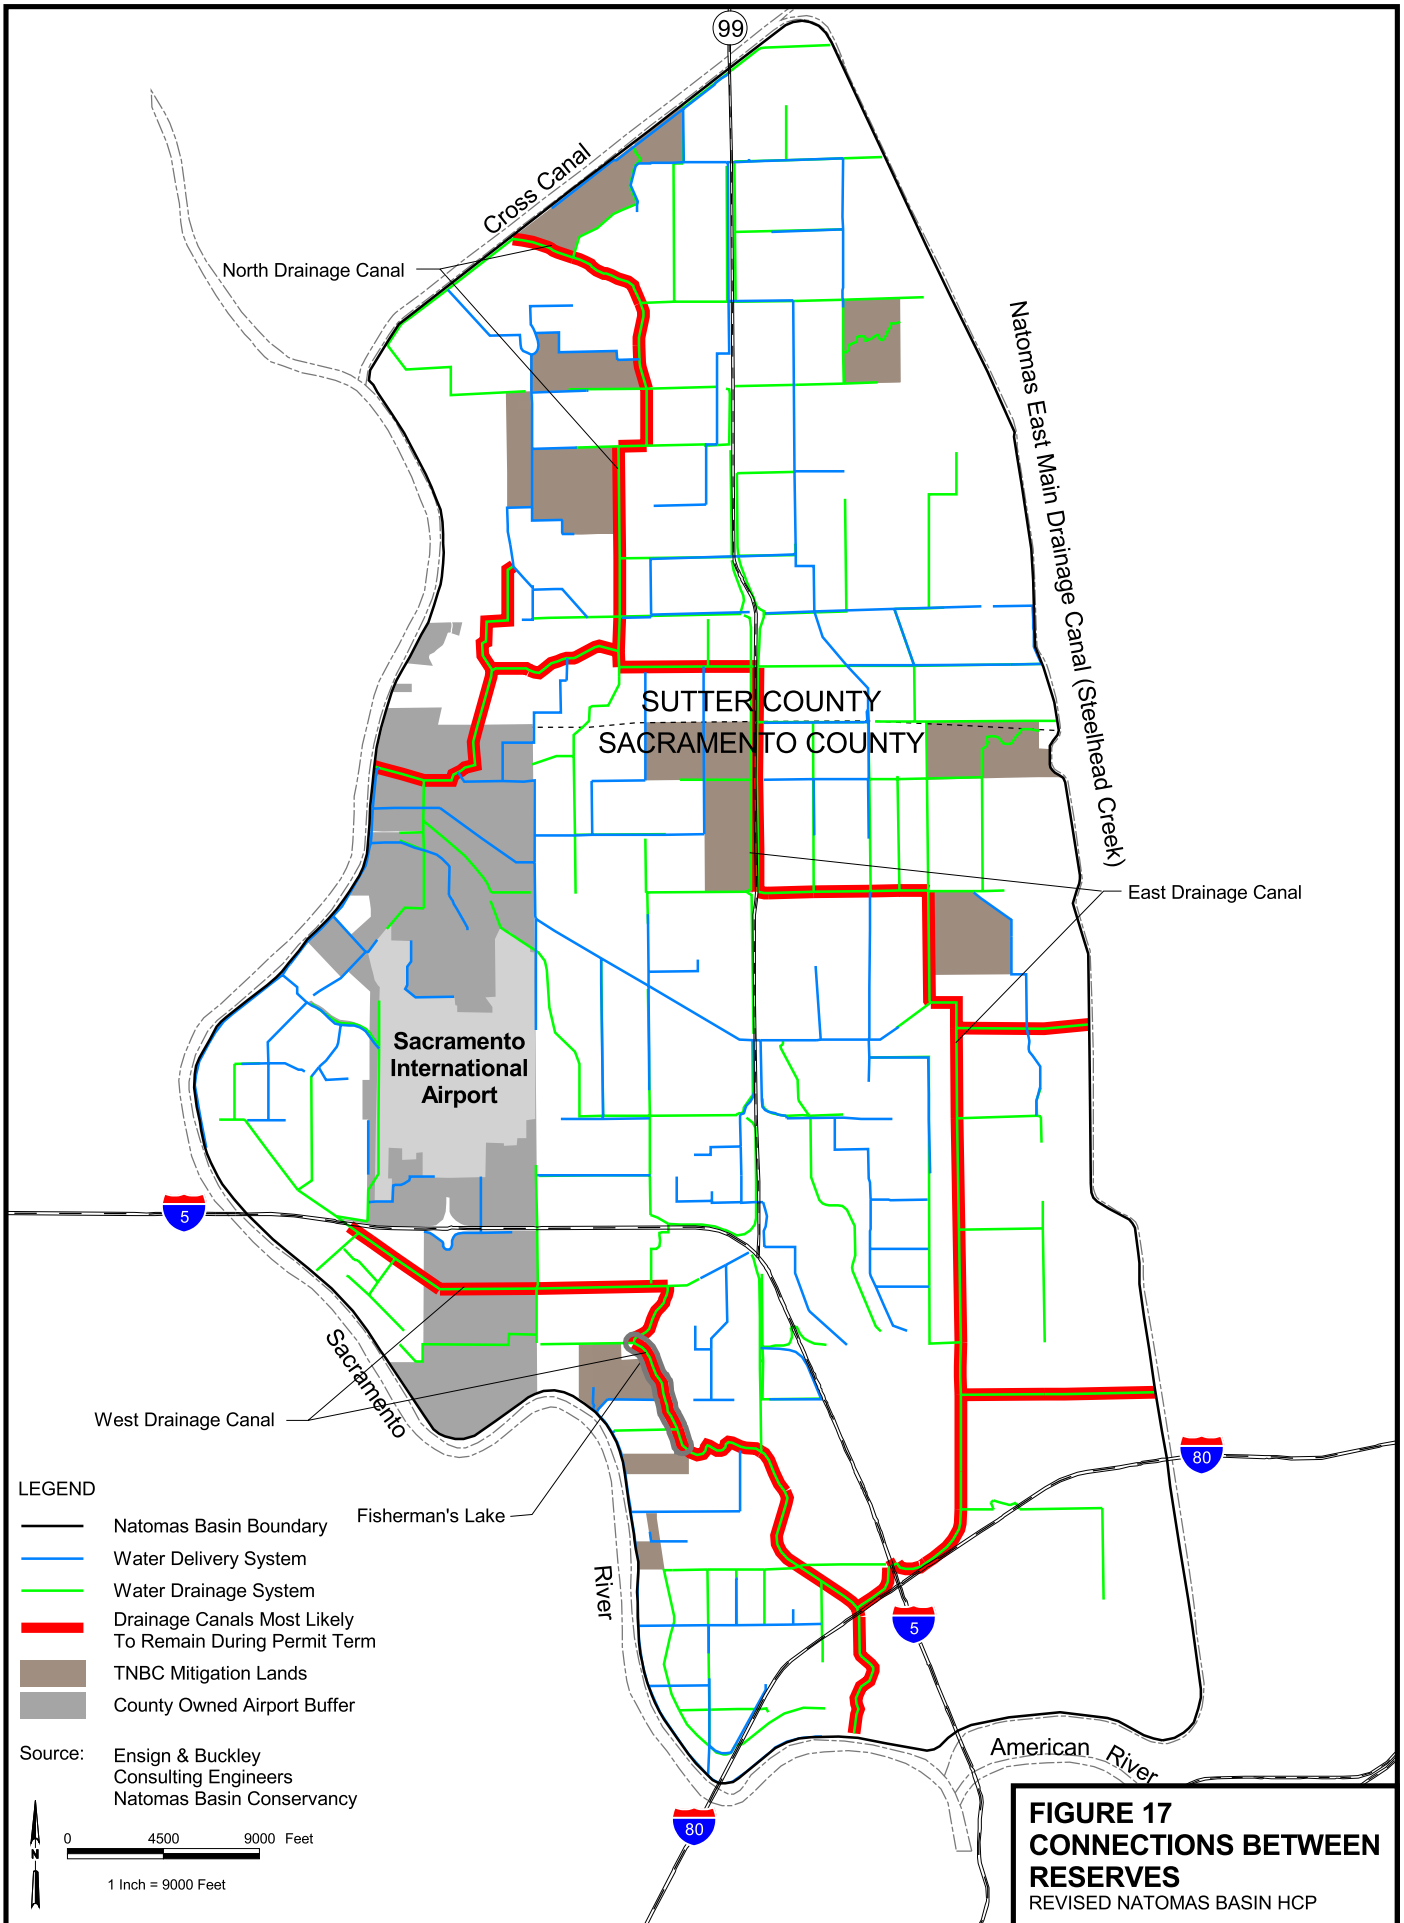 99
Cross Canal
North Drainage Canal
Natomas East Main Drainage Canal (Steelhead Creek)
SUTTER COUNTY
SACRAMENTO COUNTY
East Drainage Canal
Sacramento
International
Airport
5
Sacramento
West Drainage Canal
80
LEGEND
Natomas Basin Boundary
Water Delivery System
Water Drainage System
Drainage Canals Most Likely
To Remain During Permit Term
TNBC Mitigation Lands
County Owned Airport Buffer
Fisherman's Lake
River
5
Source:
Ensign & Buckley
Consulting Engineers
Natomas Basin Conservancy
American River
80
N
0 4500 9000 Feet
1 Inch = 9000 Feet
FIGURE 17
CONNECTIONS BETWEEN
RESERVES
REVISED NATOMAS BASIN HCP